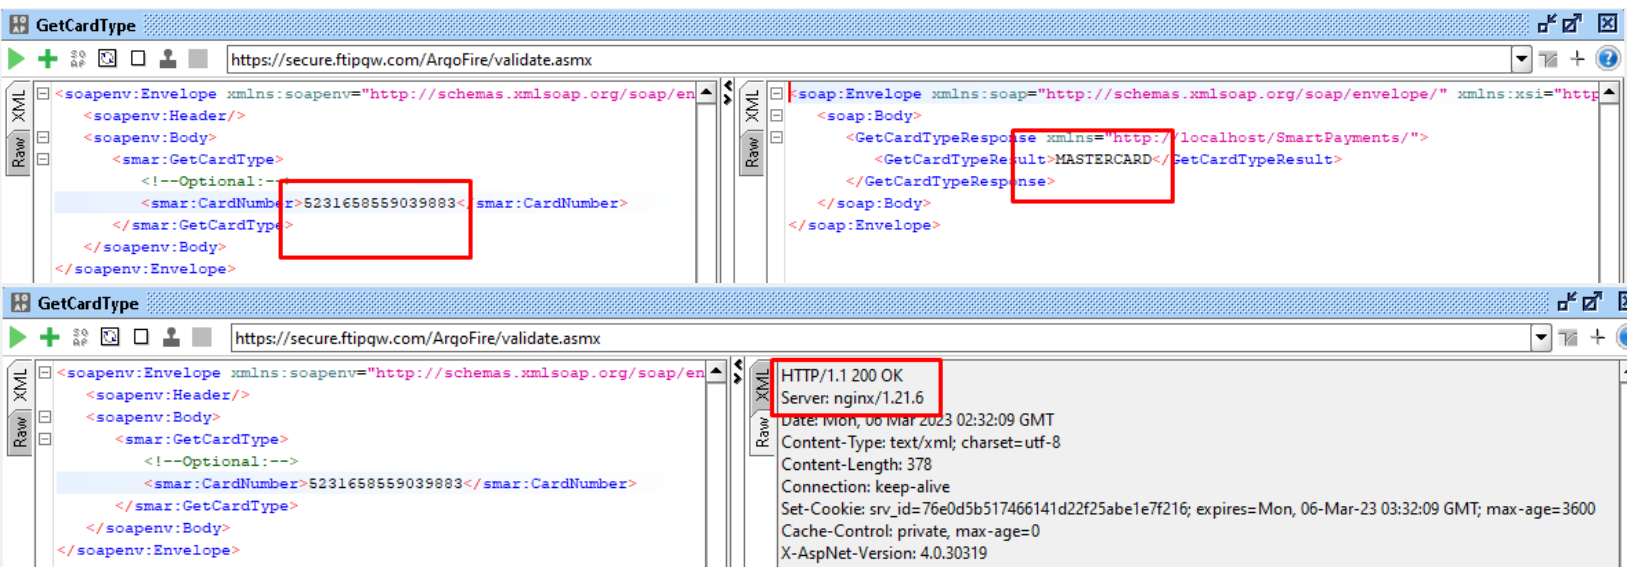 GetCardType
https://secure.ftipgw.com/ArgoFire/validate.asmx
XML
Raw
<soapenv:Envelope xmlns:soapenv="http://schemas.xmlsoap.org/soap/en
<soapenv:Header/>
<soapenv:Body>
<smar:GetCardType>
<!--Optional:-->
<smar:CardNumber>5231658559039883</smar:CardNumber>
</smar:GetCardType>
</soapenv:Body>
</soapenv:Envelope>
XML
Raw
<soap:Envelope xmlns:soap="http://schemas.xmlsoap.org/soap/envelope/" xmlns:xsi="http
<soap:Body>
<GetCardTypeResponse xmlns="http://localhost/SmartPayments/">
<GetCardTypeResult>MASTERCARD</GetCardTypeResult>
</GetCardTypeResponse>
</soap:Body>
</soap:Envelope>
GetCardType
https://secure.ftipgw.com/ArgoFire/validate.asmx
XML
Raw
<soapenv:Envelope xmlns:soapenv="http://schemas.xmlsoap.org/soap/en
<soapenv:Header/>
<soapenv:Body>
<smar:GetCardType>
<!--Optional:-->
<smar:CardNumber>5231658559039883</smar:CardNumber>
</smar:GetCardType>
</soapenv:Body>
</soapenv:Envelope>
XML
Raw
HTTP/1.1 200 OK
Server: nginx/1.21.6
Date: Mon, 06 Mar 2023 02:32:09 GMT
Content-Type: text/xml; charset=utf-8
Content-Length: 378
Connection: keep-alive
Set-Cookie: srv_id=76e0d5b517466141d22f25abe1e7f216; expires=Mon, 06-Mar-23 03:32:09 GMT; max-age=3600
Cache-Control: private, max-age=0
X-AspNet-Version: 4.0.30319